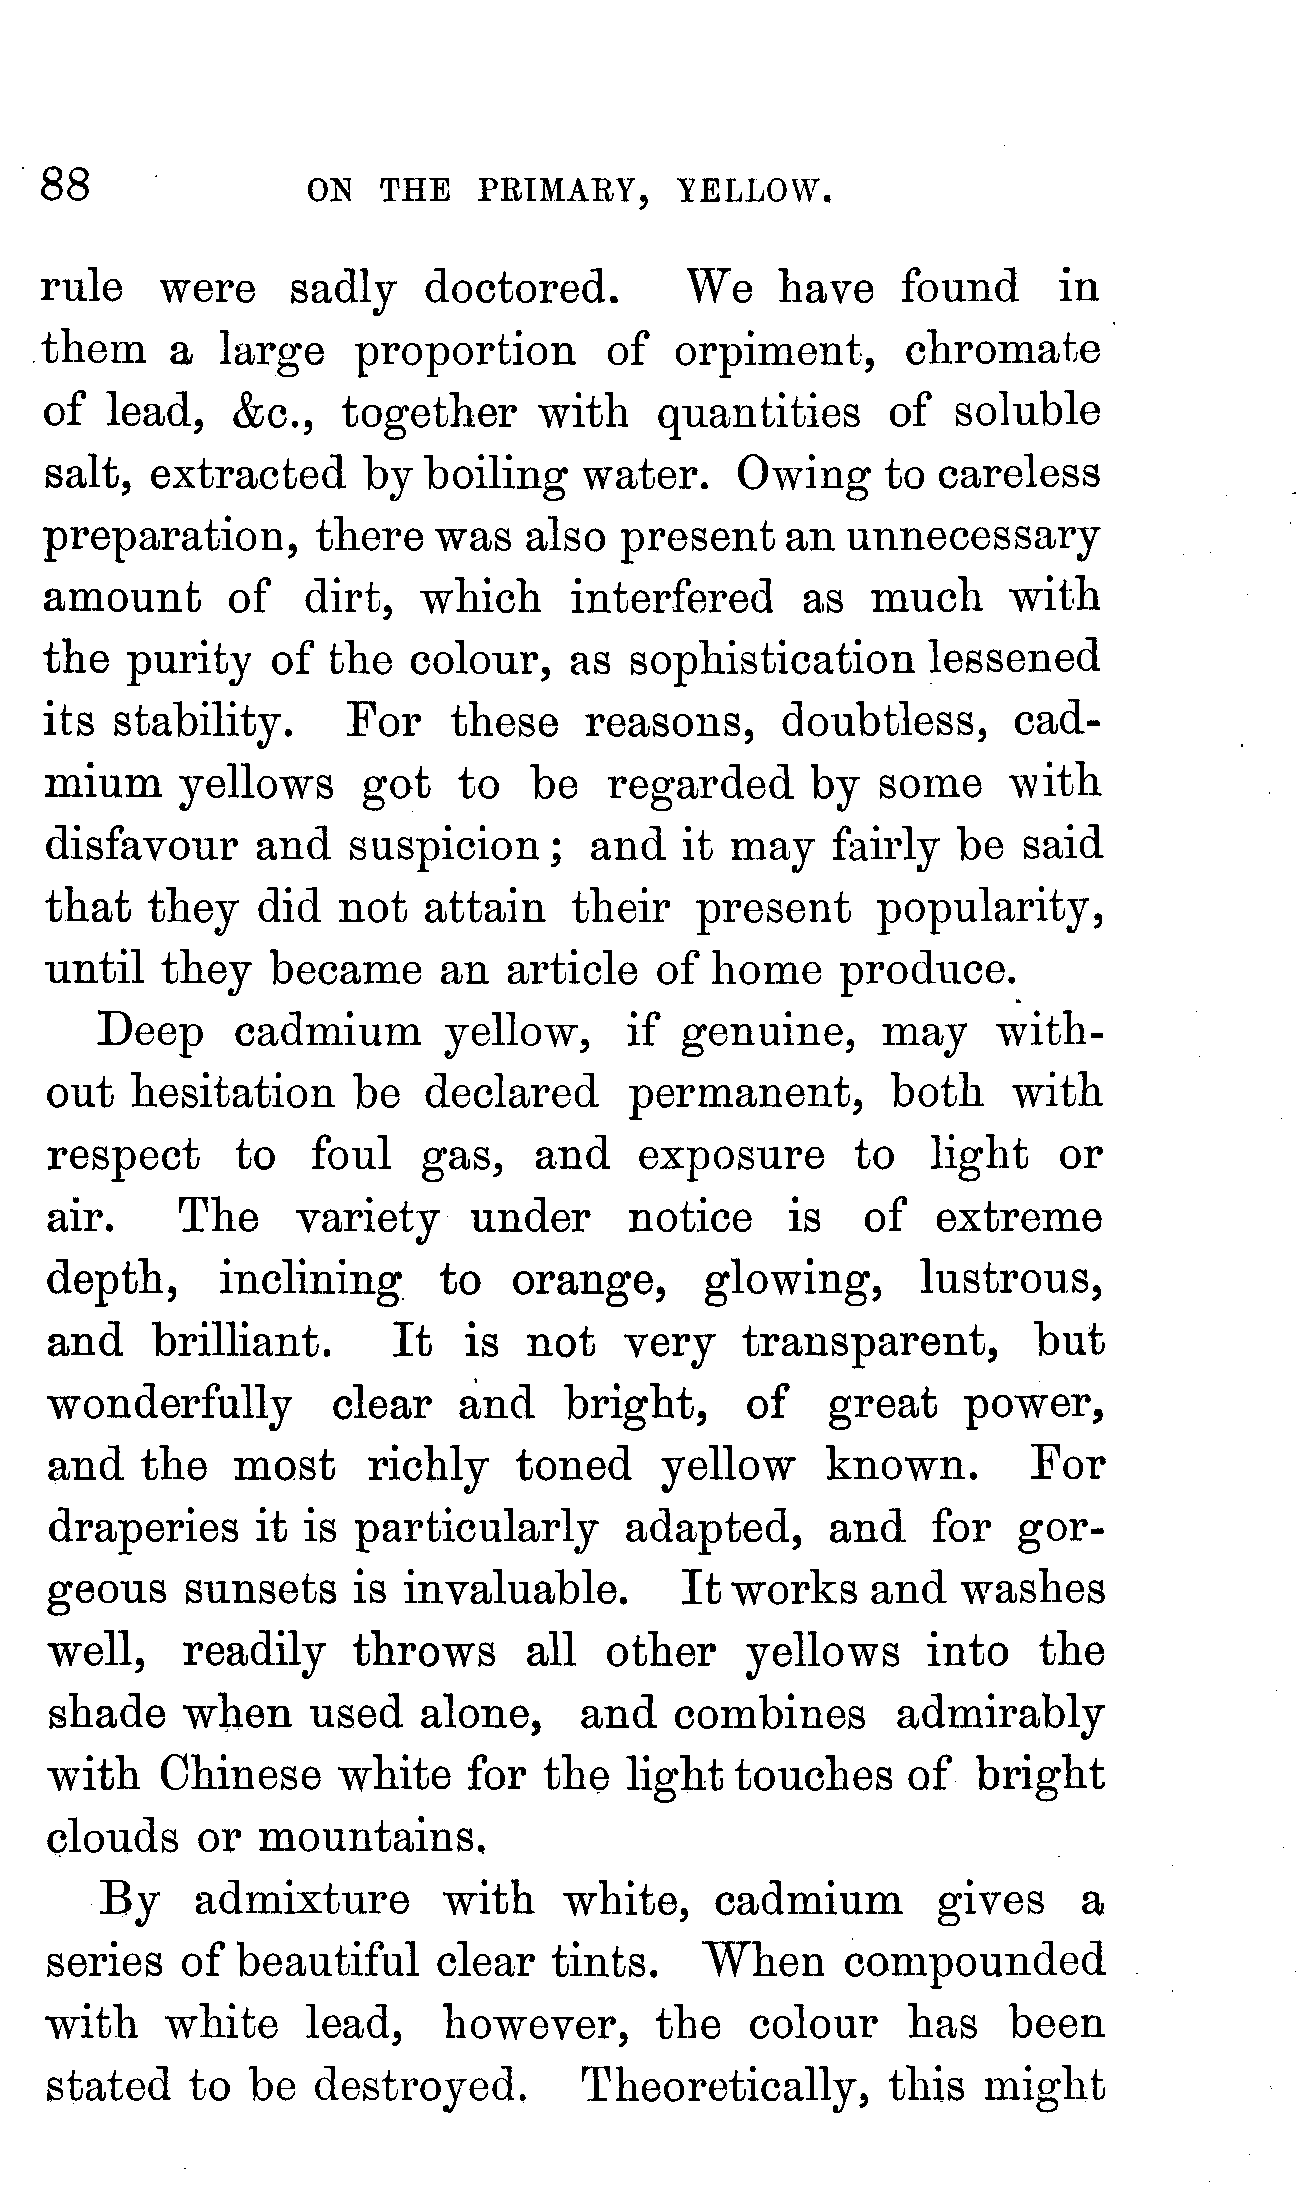 88 ON THE PRIMARY, YELLOW.
rule were sadly doctored. We have found in
them a large proportion of orpiment, chromate
of lead, &c., together with quantities of soluble
salt, extracted by boiling water. Owing to careless
preparation, there was also present an unnecessary
amount of dirt, which interfered as much with
the purity of the colour, as sophistication lessened
its stability. For these reasons, doubtless, cad-
mium yellows got to be regarded by some with
disfavour and suspicion; and it may fairly be said
that they did not attain their present popularity,
until they became an article of home produce.
Deep cadmium yellow, if genuine, may with-
out hesitation be declared permanent, both with
respect to foul gas, and exposure to light or
air. The variety under notice is of extreme
depth, inclining to orange, glowing, lustrous,
and brilliant. It is not very transparent, but
wonderfully clear and bright, of great power,
and the most richly toned yellow known. For
draperies it is particularly adapted, and for gor-
geous sunsets is invaluable. It works and washes
well, readily throws all other yellows into the
shade when used alone, and combines admirably
with Chinese white for the light touches of bright
clouds or mountains.
By admixture with white, cadmium gives a
series of beautiful clear tints. When compounded
with white lead, however, the colour has been
stated to be destroyed. Theoretically, this might